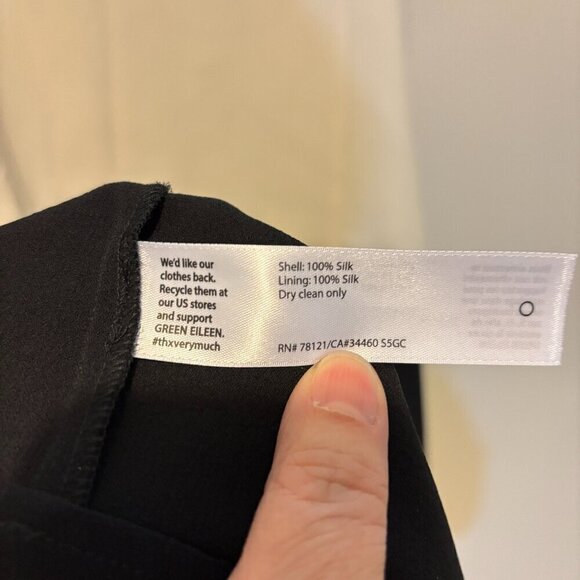 We'd like our
clothes back.
Recycle them at
our US stores
and support
GREEN EILEEN.
#thxverymuch
Shell: 100% Silk
Lining: 100% Silk
Dry clean only
RN# 78121/CA#34460 S5GC